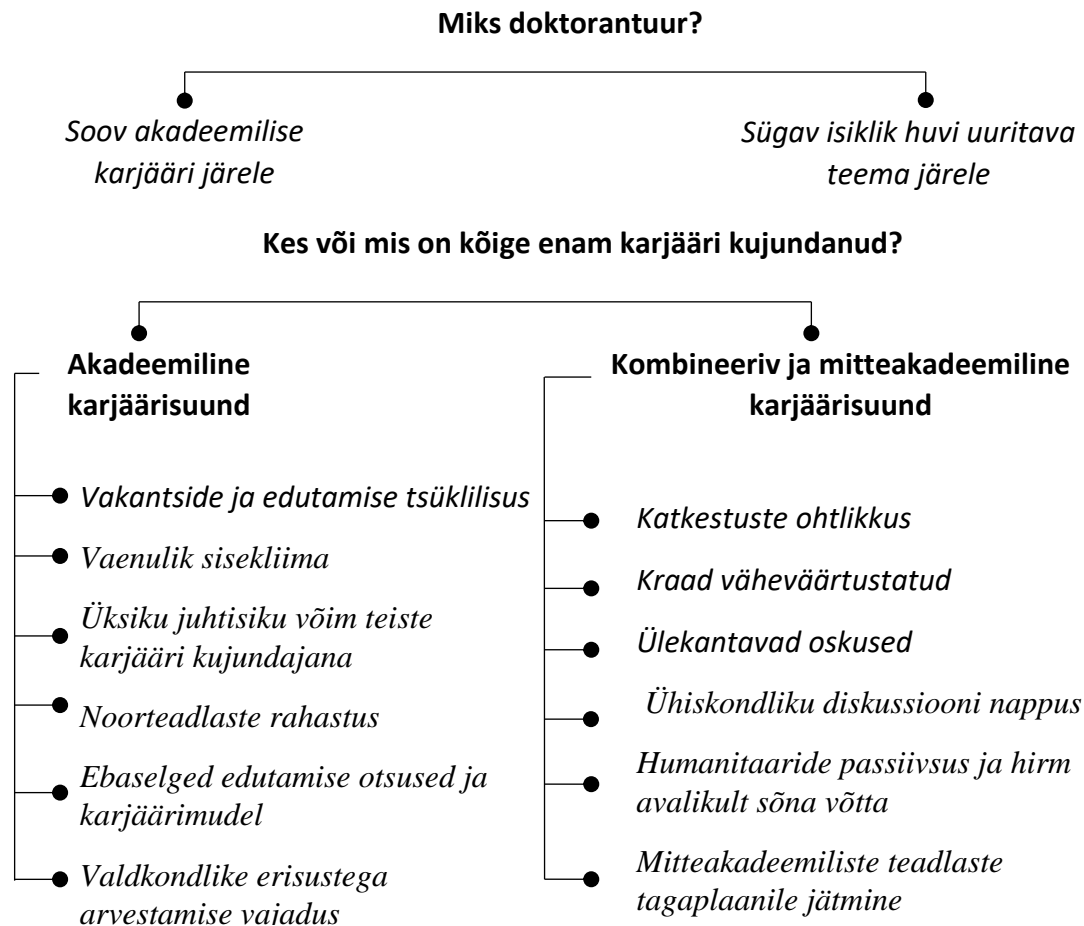 Miks doktorantuur?
Soov akadeemilise
karjääri järele
Sügav isiklik huvi uuritava
teema järele
Kes või mis on kõige enam karjääri kujundanud?
Akadeemiline
karjäärisuund
Vakantside ja edutamise tsüklilisus
Vaenulik sisekliima
Üksiku juhtisiku võim teiste
karjääri kujundajana
Noorteadlaste rahastus
Ebaselged edutamise otsused ja
karjäärimudel
Valdkondlike erisustega
arvestamise vajadus
Kombineeriv ja mitteakadeemiline
karjäärisuund
Katkestuste ohtlikkus
Kraad väheväärtustatud
Ülekantavad oskused
Ühiskondliku diskussiooni nappus
Humanitaaride passiivsus ja hirm
avalikult sõna võtta
Mitteakadeemiliste teadlaste
tagaplaanile jätmine